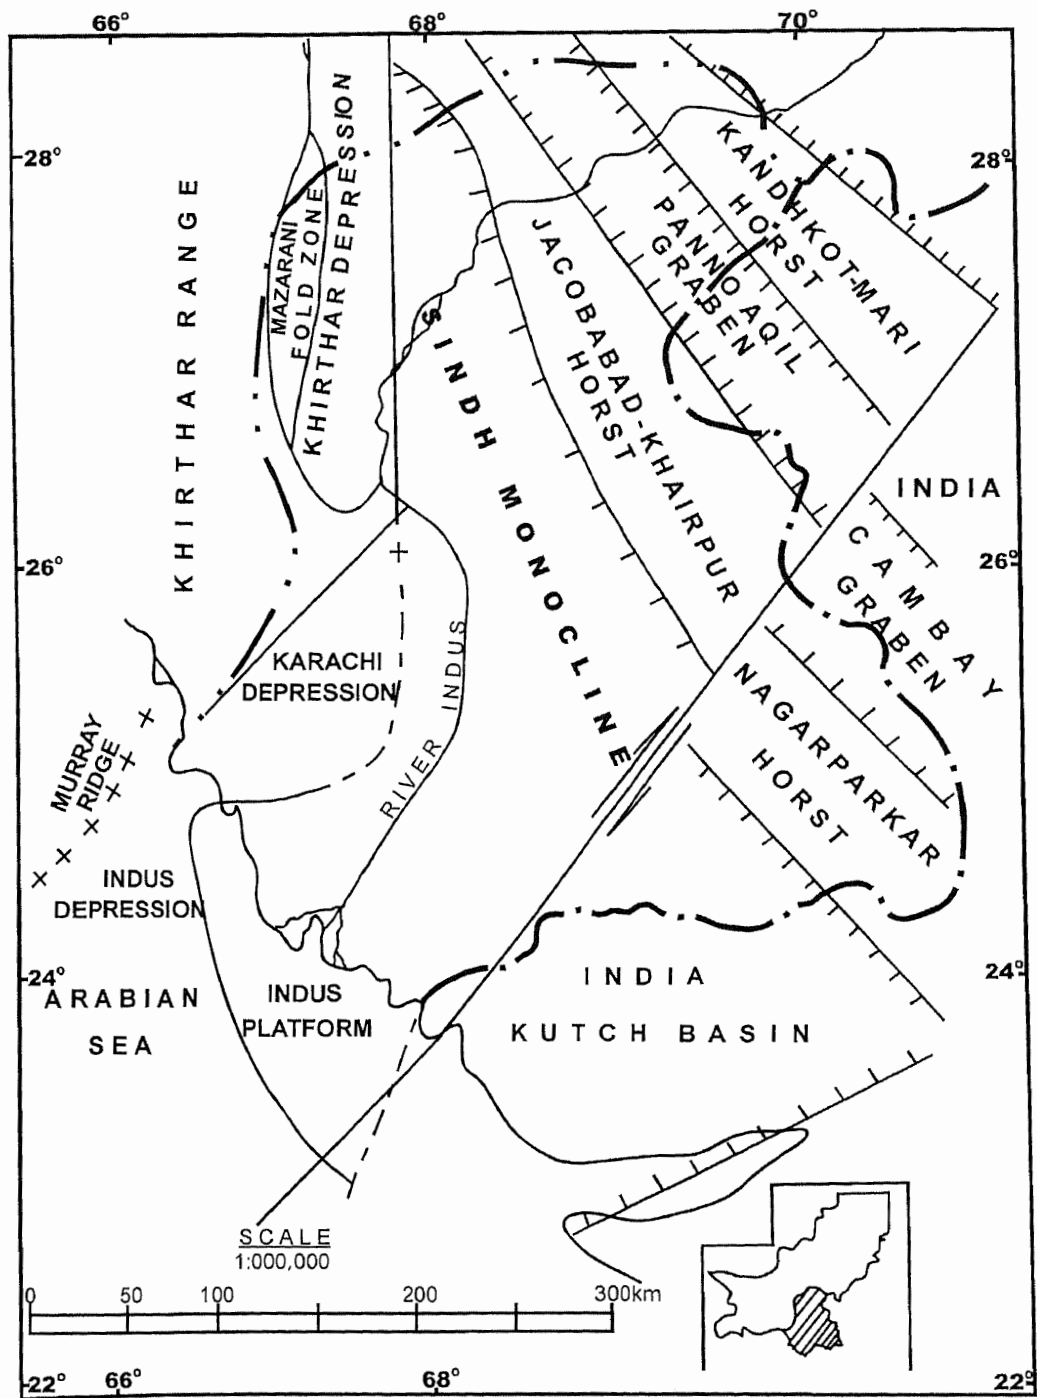 66°
68°
70°
28°
28°
KHIRTHAR RANGE
MAZARANI
FOLD ZONE
KHIRTHAR DEPRESSION
SINDH MONOCLINE
JACOBABAD-KHAIRPUR
HORST
PANNO AQIL
GRABEN
KANDHKOT-MARI
HORST
INDIA
26°
26°
CAMBAY
GRABEN
KARACHI
DEPRESSION
RIVER INDUS
NAGARPARKAR
HORST
MURRAY
RIDGE
INDUS
DEPRESSION
24°
24°
ARABIAN
SEA
INDUS
PLATFORM
INDIA
KUTCH BASIN
SCALE
1:000,000
0 50 100 200 300km
22° 66° 68° 22°